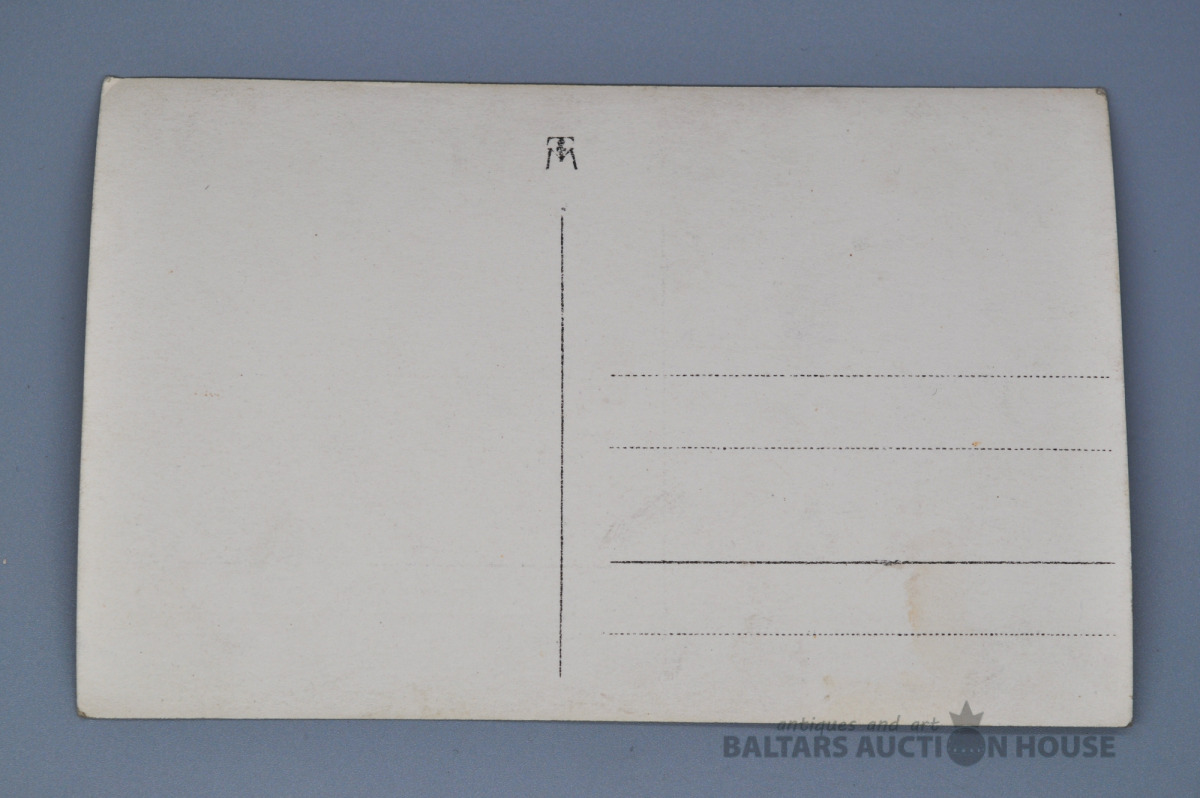 antiques and art
BALTARS AUCTION HOUSE